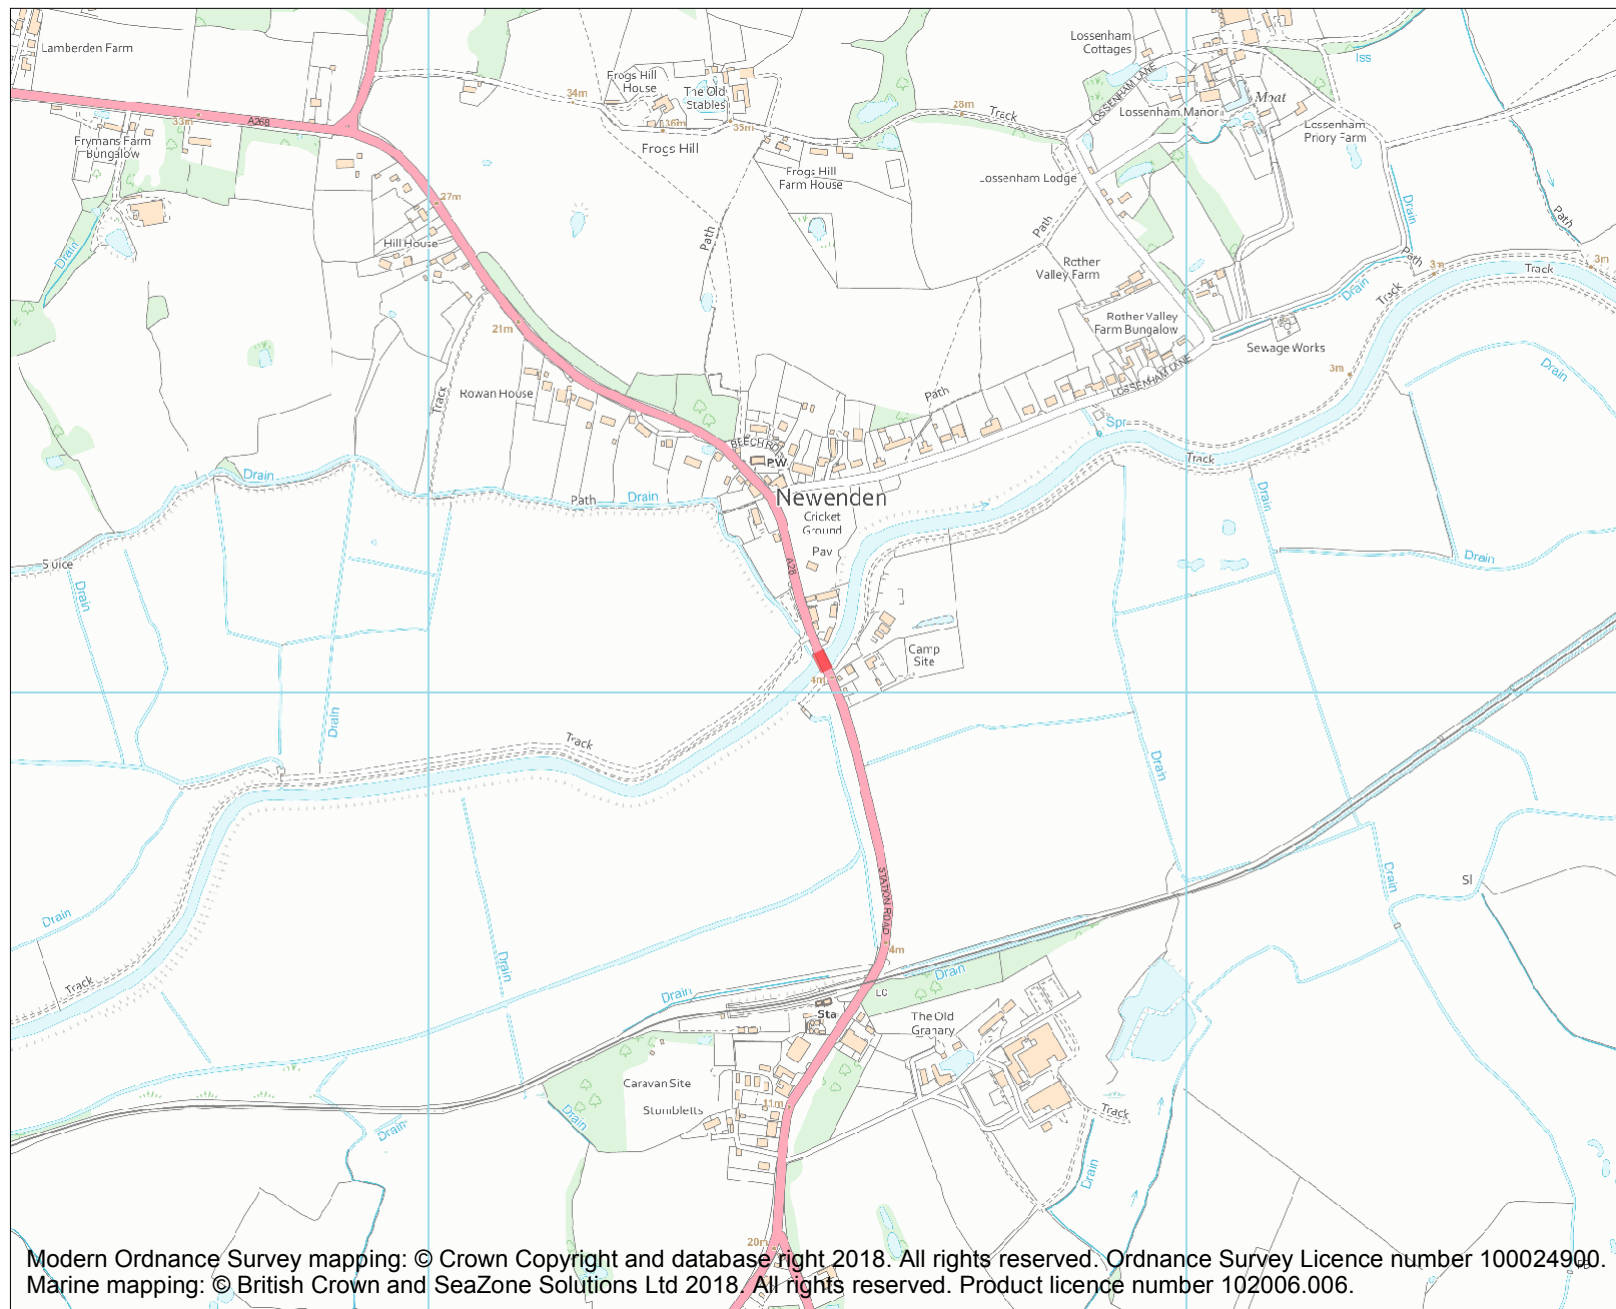 Lamberden Farm
Lossenham
Cottages
Iss
Frogs Hill
House
The Old
Stables
34m
33m
A268
36m
35m
28m
Track
LOSSENHAM LANE
Moat
Lossenham Manor
Frymans Farm
Bungalow
Frogs Hill
Lossenham
Priory Farm
Frogs Hill
Farm House
Lossenham Lodge
27m
Drain
Path
Path
Path
Drain
Hill House
Path
Rother
Valley Farm
3m
3m
Track
Drain
Track
21m
Rother Valley
Farm Bungalow
Sewage Works
LOSSENHAM LANE
3m
Drain
Track
Rowan House
Path
Spr
BEECH
PW
Track
Drain
Path
Drain
Newenden
Drain
Cricket
Ground
Pav
A28
Drain
Drain
Camp
Site
4m
Drain
Track
Drain
STATION ROAD
Drain
Sl
Drain
Drain
Track
4m
Drain
Drain
LC
Sta
The Old
Granary
Caravan Site
Stumbletts
11m
Track
Drain
Drain
Drain
20m
Modern Ordnance Survey mapping: © Crown Copyright and database right 2018. All rights reserved. Ordnance Survey Licence number 100024900.
Marine mapping: © British Crown and SeaZone Solutions Ltd 2018. All rights reserved. Product licence number 102006.006.